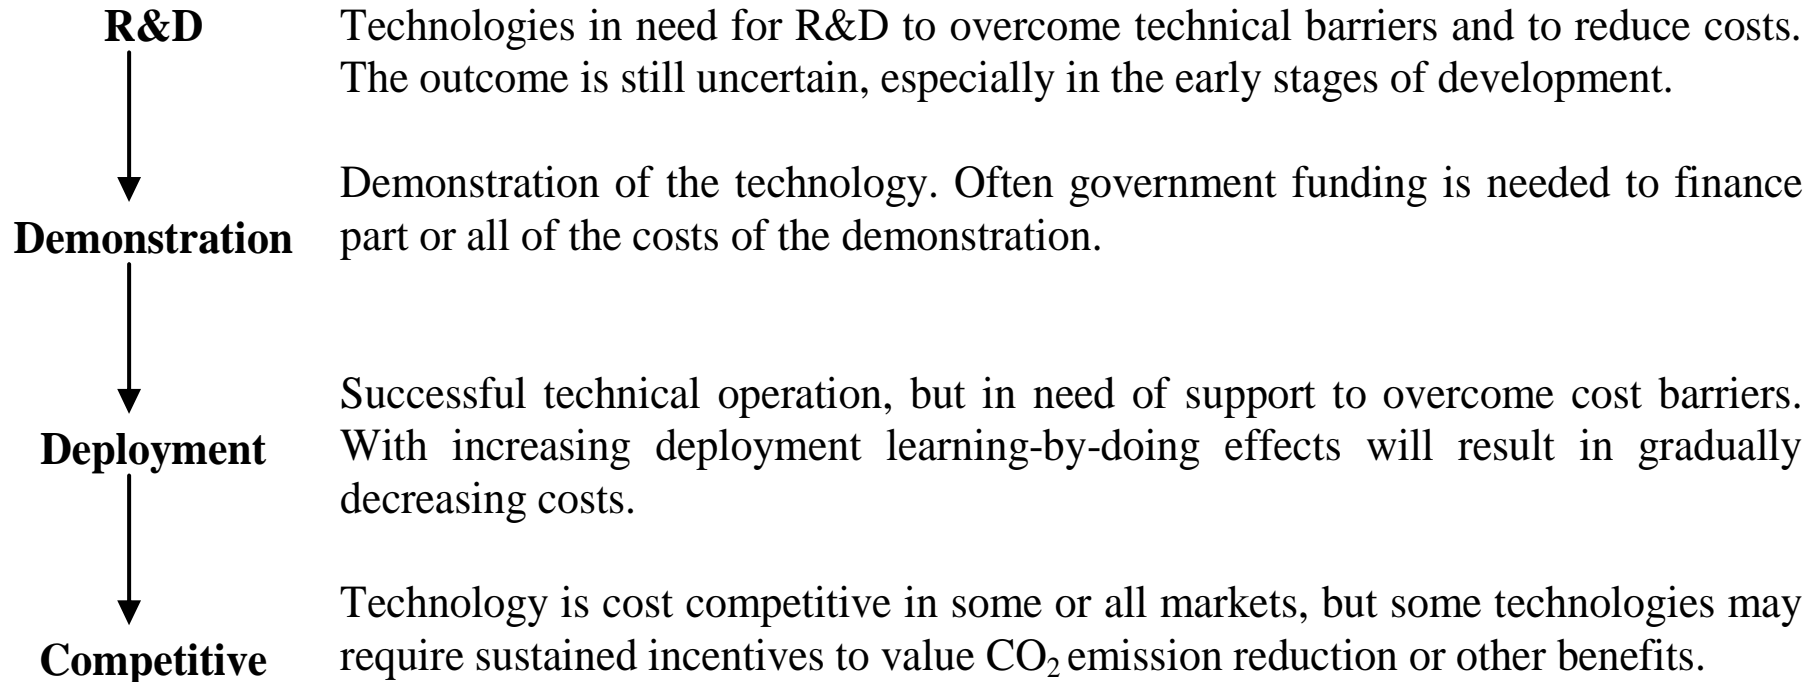 R&D
Technologies in need for R&D to overcome technical barriers and to reduce costs.
The outcome is still uncertain, especially in the early stages of development.
Demonstration
Demonstration of the technology. Often government funding is needed to finance
part or all of the costs of the demonstration.
Deployment
Successful technical operation, but in need of support to overcome cost barriers.
With increasing deployment learning-by-doing effects will result in gradually
decreasing costs.
Competitive
Technology is cost competitive in some or all markets, but some technologies may
require sustained incentives to value CO₂ emission reduction or other benefits.